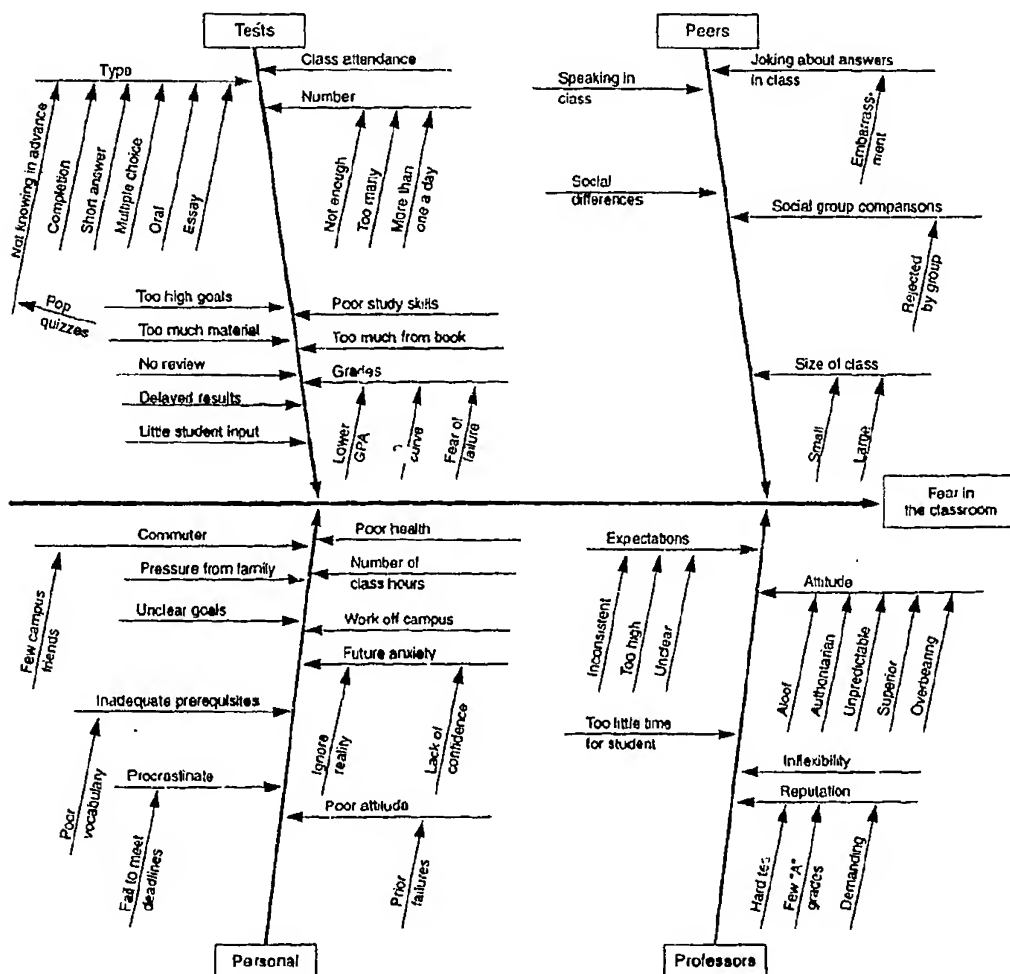 Tests
Peers
Class attendance
Type
Number
Not knowing in advance
Completion
Short answer
Multiple choice
Oral
Essay
Not enough
Too many
More than
one a day
Pop
quizzes
Too high goals
Poor study skills
Too much material
Too much from book
No review
Grades
Delayed results
Little student input
Lower
GPA
curve
Fear of
failure
Joking about answers
in class
Speaking in
class
Embarrass-
ment
Social
differences
Social group comparisons
Rejected
by group
Size of class
Small
Large
Fear in
the classroom
Commuter
Poor health
Pressure from family
Number of
class hours
Unclear goals
Work off campus
Few campus
friends
Future anxiety
Inadequate prerequisites
Ignore
reality
Lack of
confidence
Poor
vocabulary
Procrastinate
Poor attitude
Fail to meet
deadlines
Prior
failures
Personal
Expectations
Inconsistent
Too high
Unclear
Attitude
Aloof
Authoritarian
Unpredictable
Superior
Overbearing
Too little time
for student
Inflexibility
Reputation
Hard
Few "A"
grades
Demanding
Professors